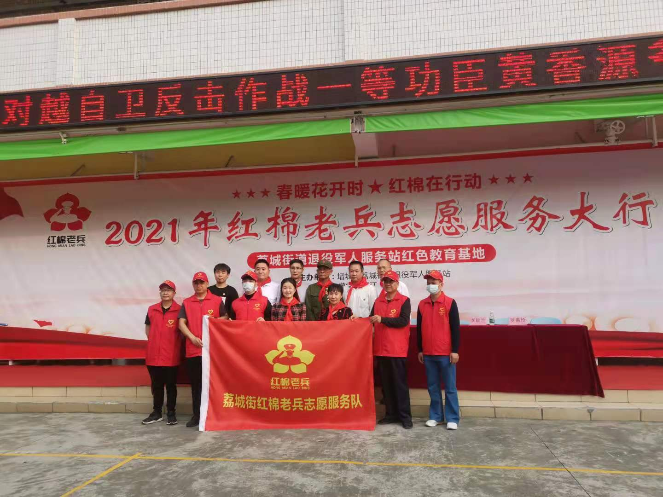 对越自卫反击作战一等功臣黄香源
★★★春暖花开时★红棉在行动★★★
红棉老兵
HONG MIAN LAO BING
2021年红棉老兵志愿服务大行
荔城街道退役军人服务站红色教育基地
红棉老兵
荔城街红棉老兵志愿服务队